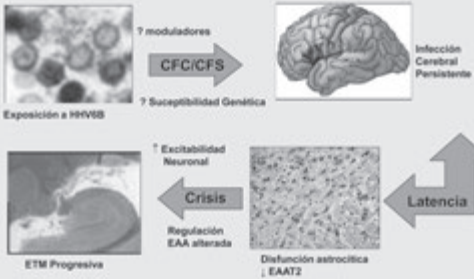 ? moduladores
CFC/CFS
? Suceptibilidad Genética
Exposición a HHV6B
Infección
Cerebral
Persistente
Latencia
↑ Excitabilidad
Neuronal
Crisis
Regulación
EAA alterada
Disfunción astrocítica
↓ EAAT2
ETM Progresiva